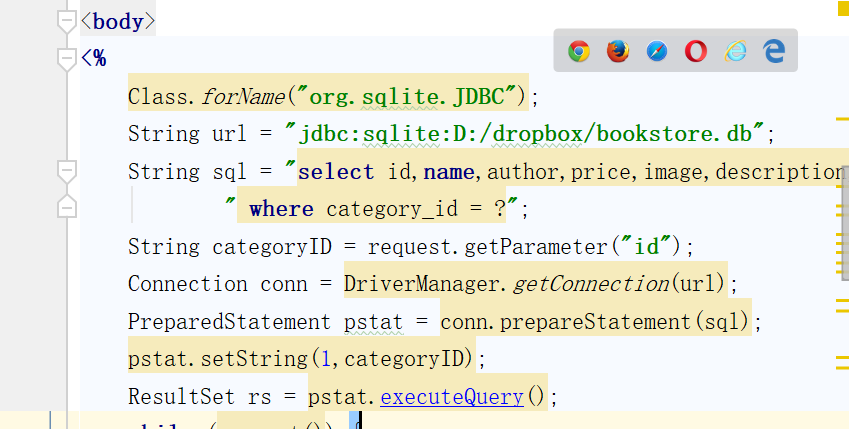 <body>
<%
Class.forName("org.sqlite.JDBC");
String url = "jdbc:sqlite:D:/dropbox/bookstore.db";
String sql = "select id,name,author,price,image,description
" where category_id = ?";
String categoryID = request.getParameter("id");
Connection conn = DriverManager.getConnection(url);
PreparedStatement pstat = conn.prepareStatement(sql);
pstat.setString(1,categoryID);
ResultSet rs = pstat.executeQuery();